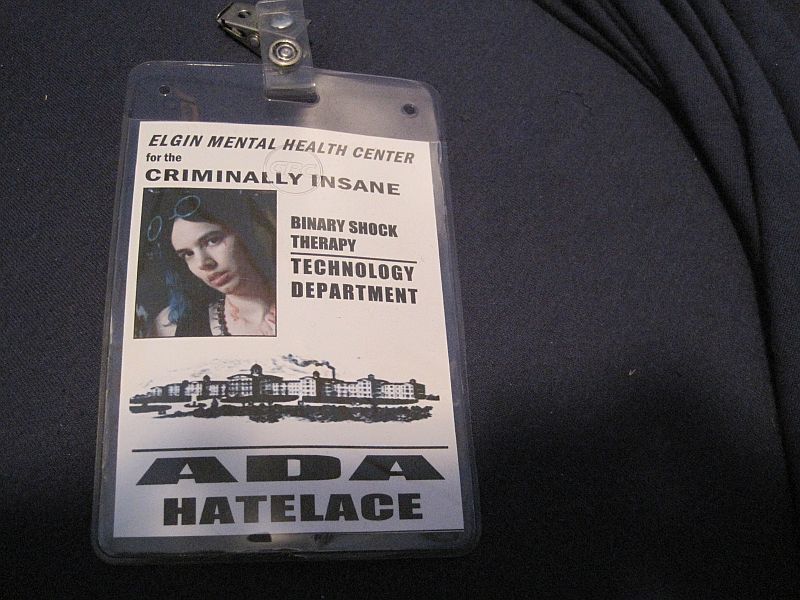 ELGIN MENTAL HEALTH CENTER
for the
CRIMINALLY INSANE
BINARY SHOCK
THERAPY
TECHNOLOGY
DEPARTMENT
ADA
HATELACE